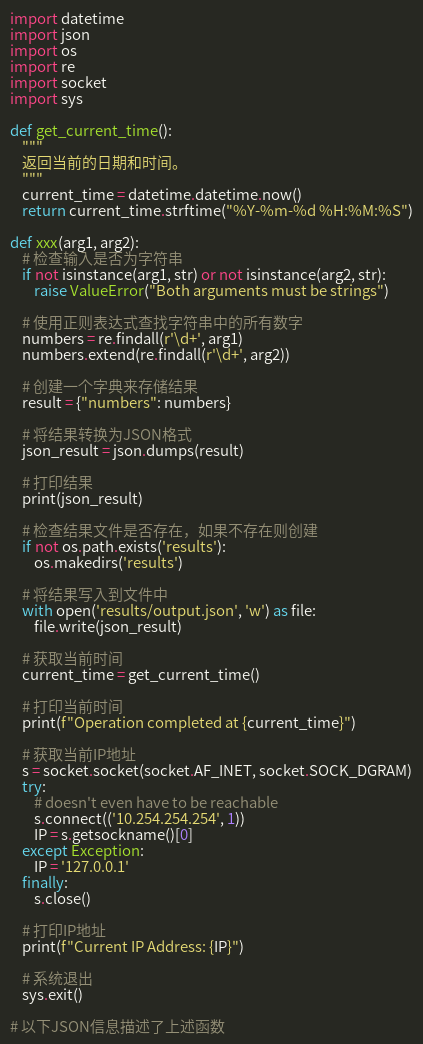 import datetime
import json
import os
import re
import socket
import sys
def get_current_time():
"""
返回当前的日期和时间。
"""
current_time = datetime.datetime.now()
return current_time.strftime("%Y-%m-%d %H:%M:%S")
def xxx(arg1, arg2):
# 检查输入是否为字符串
if not isinstance(arg1, str) or not isinstance(arg2, str):
raise ValueError("Both arguments must be strings")
# 使用正则表达式查找字符串中的所有数字
numbers = re.findall(r'\d+', arg1)
numbers.extend(re.findall(r'\d+', arg2))
# 创建一个字典来存储结果
result = {"numbers": numbers}
# 将结果转换为JSON格式
json_result = json.dumps(result)
# 打印结果
print(json_result)
# 检查结果文件是否存在，如果不存在则创建
if not os.path.exists('results'):
os.makedirs('results')
# 将结果写入到文件中
with open('results/output.json', 'w') as file:
file.write(json_result)
# 获取当前时间
current_time = get_current_time()
# 打印当前时间
print(f"Operation completed at {current_time}")
# 获取当前IP地址
s = socket.socket(socket.AF_INET, socket.SOCK_DGRAM)
try:
# doesn't even have to be reachable
s.connect(('10.254.254.254', 1))
IP = s.getsockname()[0]
except Exception:
IP = '127.0.0.1'
finally:
s.close()
# 打印IP地址
print(f"Current IP Address: {IP}")
# 系统退出
sys.exit()
# 以下JSON信息描述了上述函数